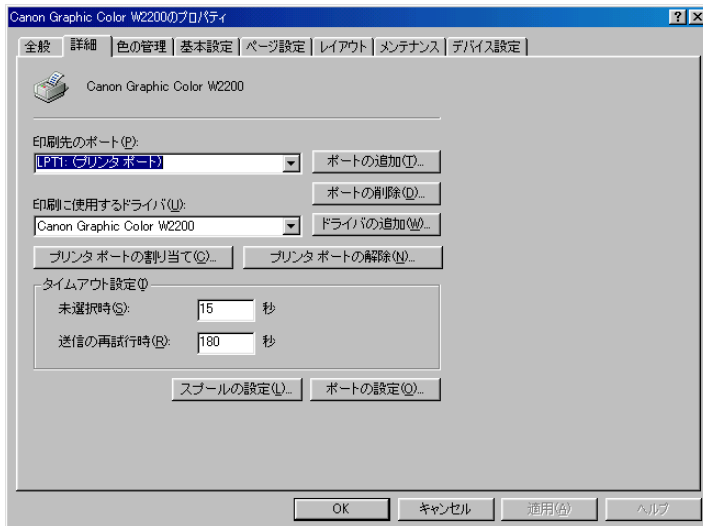 Canon Graphic Color W2200のプロパティ
全般 詳細 色の管理 基本設定 ページ設定 レイアウト メンテナンス デバイス設定
Canon Graphic Color W2200
印刷先のポート(P):
LPT1: (プリンタ ポート) ポートの追加(T)...
ポートの削除(D)...
印刷に使用するドライバ(U):
Canon Graphic Color W2200 ドライバの追加(W)...
プリンタ ポートの割り当て(C)... プリンタ ポートの解除(N)...
タイムアウト設定(I)
未選択時(S): 15 秒
送信の再試行時(R): 180 秒
スプールの設定(L)... ポートの設定(O)...
OK キャンセル 適用(A) ヘルプ